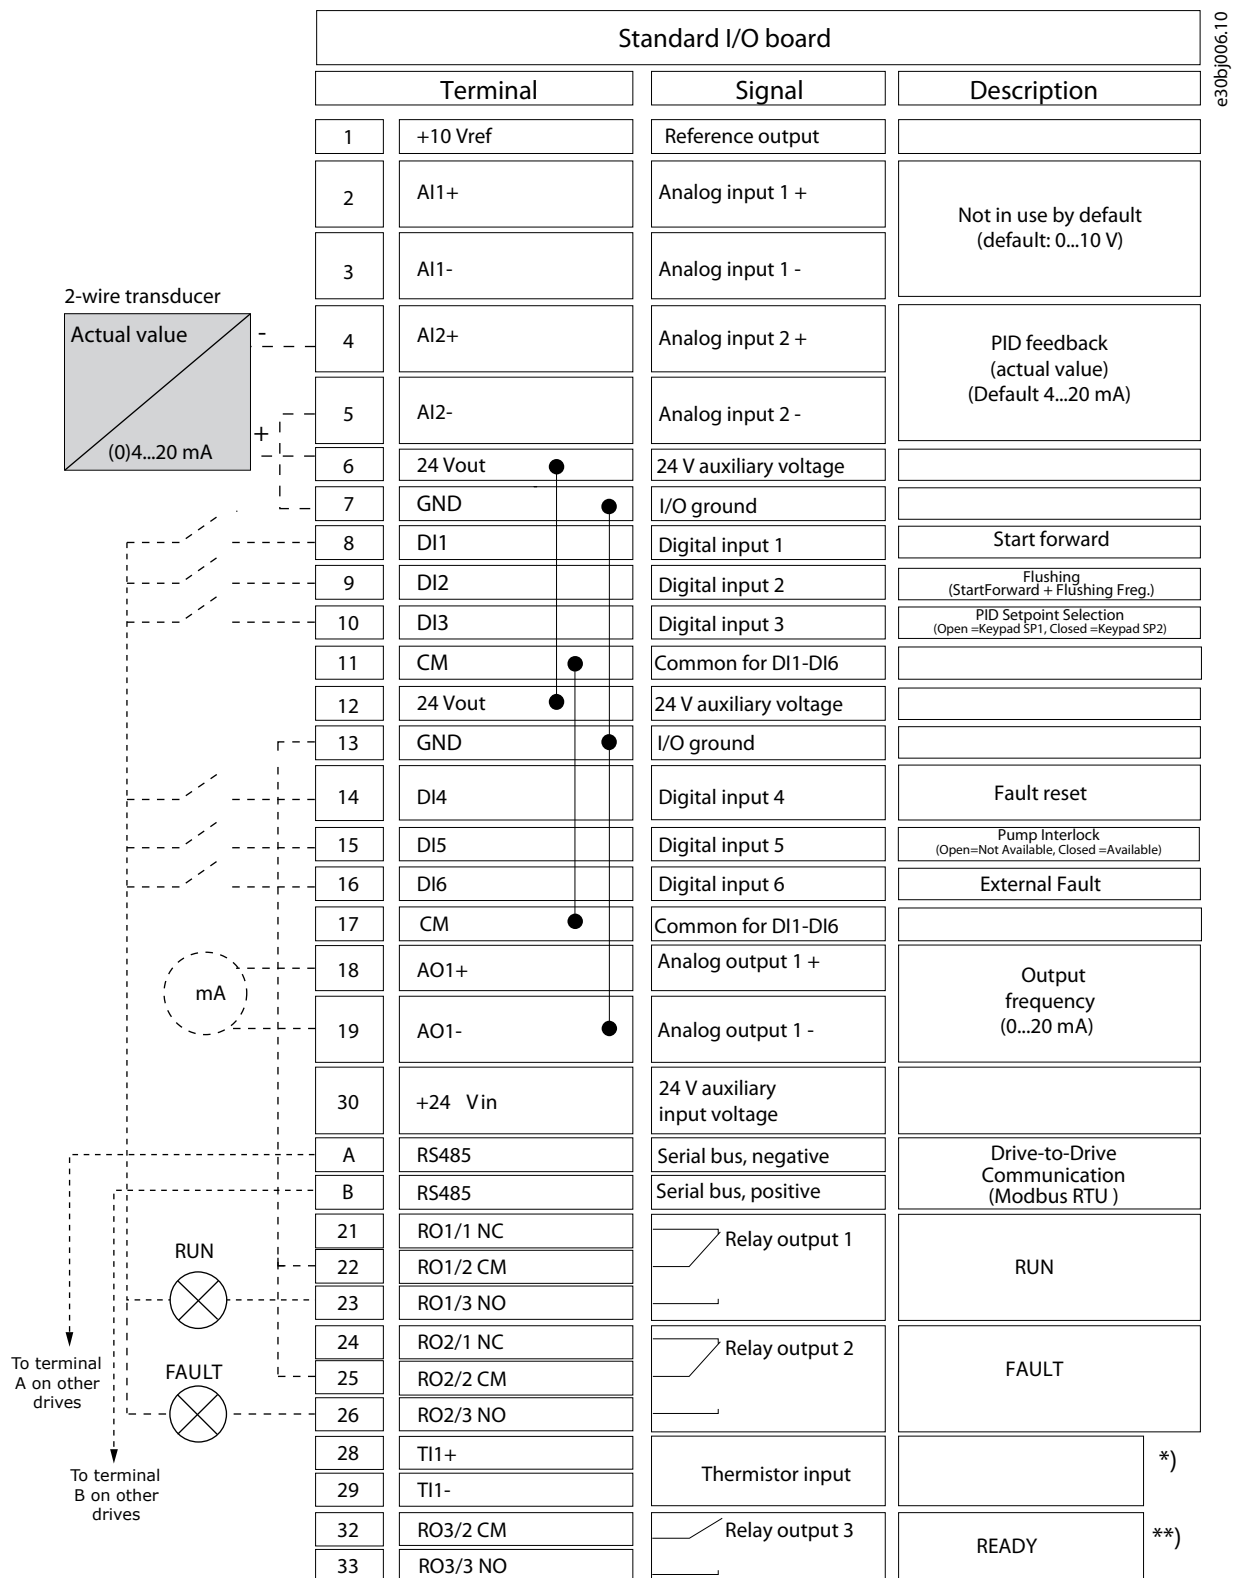 Standard I/O board
e30bj006.10
Terminal Signal Description
1 +10 Vref Reference output
2 AI1+ Analog input 1 +
Not in use by default
(default: 0...10 V)
3 AI1- Analog input 1 -
2-wire transducer
Actual value
-
+
(0)4...20 mA
4 AI2+ Analog input 2 +
PID feedback
(actual value)
(Default 4...20 mA)
5 AI2- Analog input 2 -
6 24 Vout 24 V auxiliary voltage
7 GND I/O ground
8 DI1 Digital input 1 Start forward
9 DI2 Digital input 2 Flushing
(StartForward + Flushing Freq.)
10 DI3 Digital input 3 PID Setpoint Selection
(Open =Keypad SP1, Closed =Keypad SP2)
11 CM Common for DI1-DI6
12 24 Vout 24 V auxiliary voltage
13 GND I/O ground
14 DI4 Digital input 4 Fault reset
15 DI5 Digital input 5 Pump Interlock
(Open=Not Available, Closed =Available)
16 DI6 Digital input 6 External Fault
17 CM Common for DI1-DI6
mA
18 AO1+ Analog output 1 +
Output
frequency
(0...20 mA)
19 AO1- Analog output 1 -
30 +24 Vin 24 V auxiliary
input voltage
A RS485 Serial bus, negative
Drive-to-Drive
Communication
(Modbus RTU )
B RS485 Serial bus, positive
21 RO1/1 NC Relay output 1
RUN
22 RO1/2 CM RUN
23 RO1/3 NO
24 RO2/1 NC Relay output 2
To terminal
A on other
drives
FAULT
25 RO2/2 CM FAULT
26 RO2/3 NO
To terminal
B on other
drives
28 TI1+ Thermistor input *)
29 TI1-
32 RO3/2 CM Relay output 3 READY **)
33 RO3/3 NO